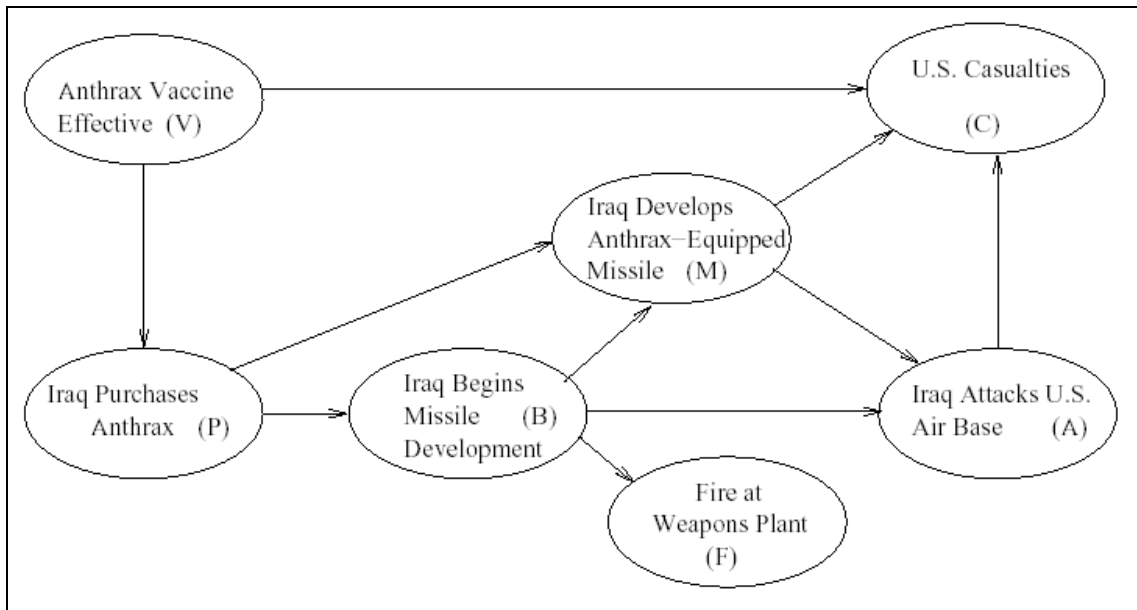 Anthrax Vaccine
Effective (V)
U.S. Casualties
(C)
Iraq Develops
Anthrax−Equipped
Missile (M)
Iraq Purchases
Anthrax (P)
Iraq Begins
Missile (B)
Development
Iraq Attacks U.S.
Air Base (A)
Fire at
Weapons Plant
(F)